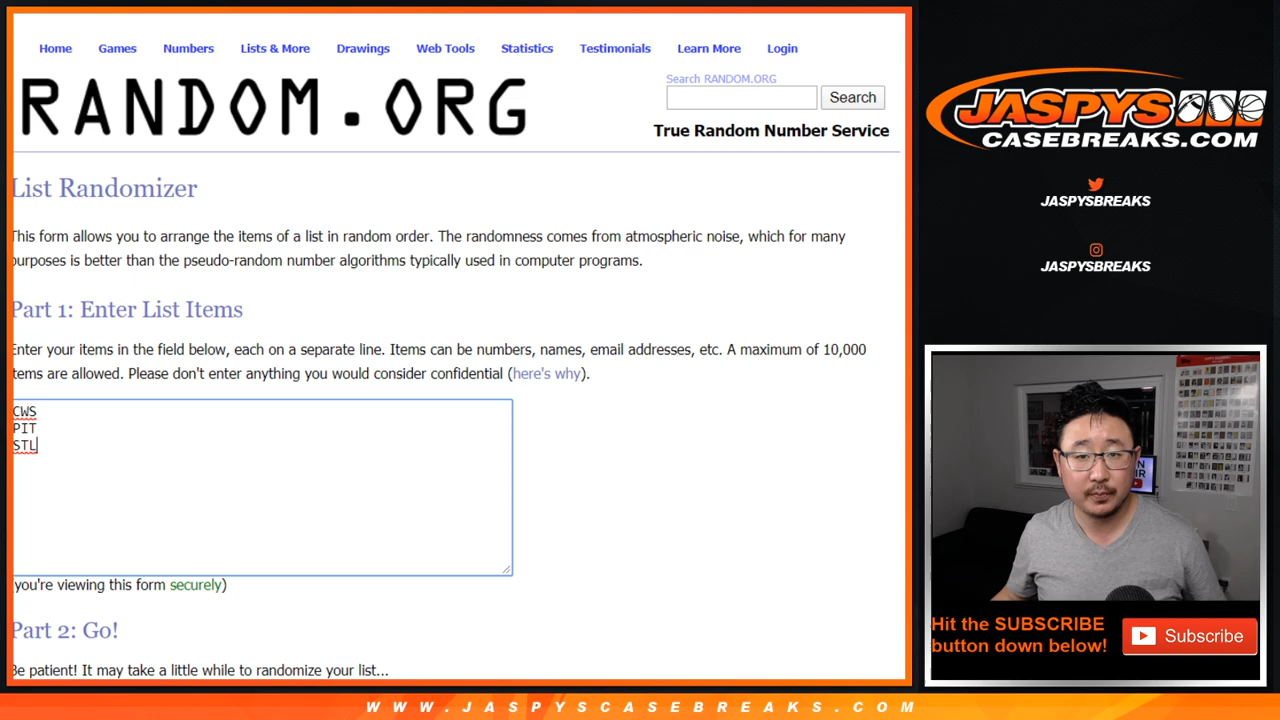 Home Games Numbers Lists & More Drawings Web Tools Statistics Testimonials Learn More Login
RANDOM.ORG
Search RANDOM.ORG
Search
True Random Number Service
List Randomizer
This form allows you to arrange the items of a list in random order. The randomness comes from atmospheric noise, which for many
purposes is better than the pseudo-random number algorithms typically used in computer programs.
Part 1: Enter List Items
Enter your items in the field below, each on a separate line. Items can be numbers, names, email addresses, etc. A maximum of 10,000
items are allowed. Please don't enter anything you would consider confidential (here's why).
CWS
PIT
STL
you're viewing this form securely)
Part 2: Go!
Be patient! It may take a little while to randomize your list...
JASPYS
CASEBREAKS.COM
JASPYSBREAKS
JASPYSBREAKS
Hit the SUBSCRIBE
button down below!
Subscribe
WWW.JASPYSCASEBREAKS.COM